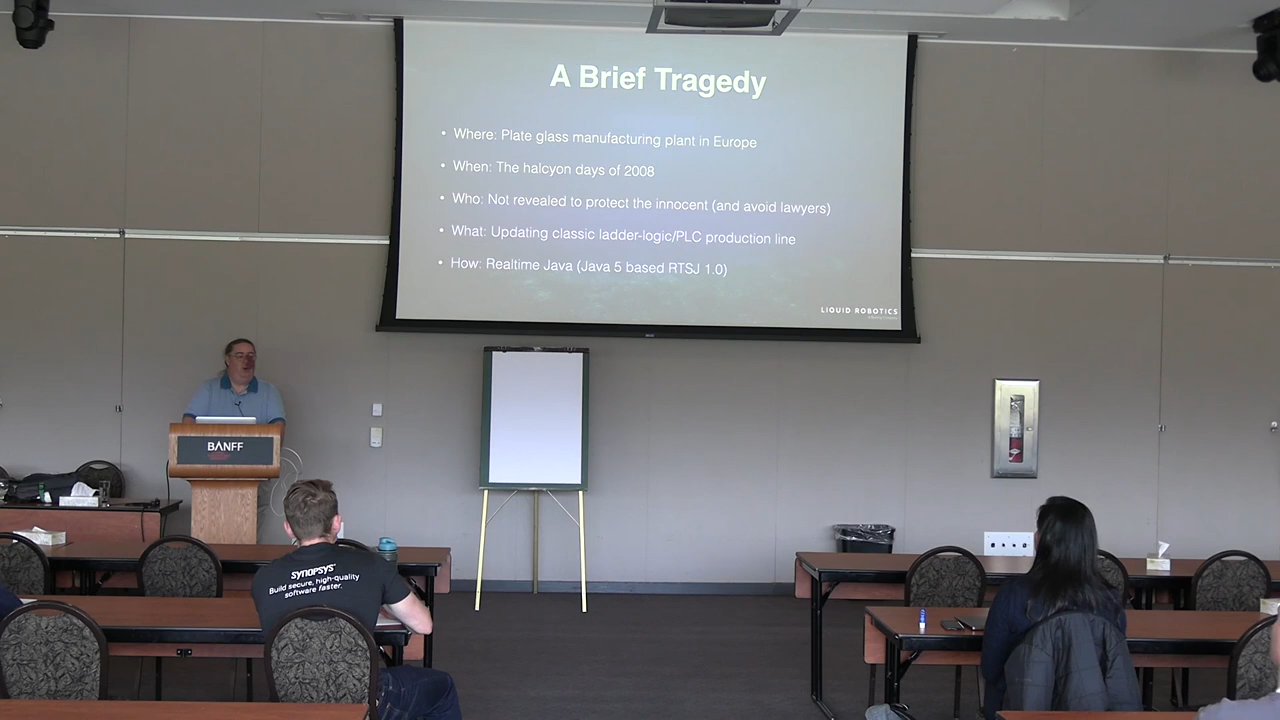 A Brief Tragedy
• Where: Plate glass manufacturing plant in Europe
• When: The halcyon days of 2008
• Who: Not revealed to protect the innocent (and avoid lawyers)
• What: Updating classic ladder-logic/PLC production line
• How: Realtime Java (Java 5 based RTSJ 1.0)
LIQUID ROBOTICS
BANFF
SYNOPSYS®
Build secure, high-quality
software faster.